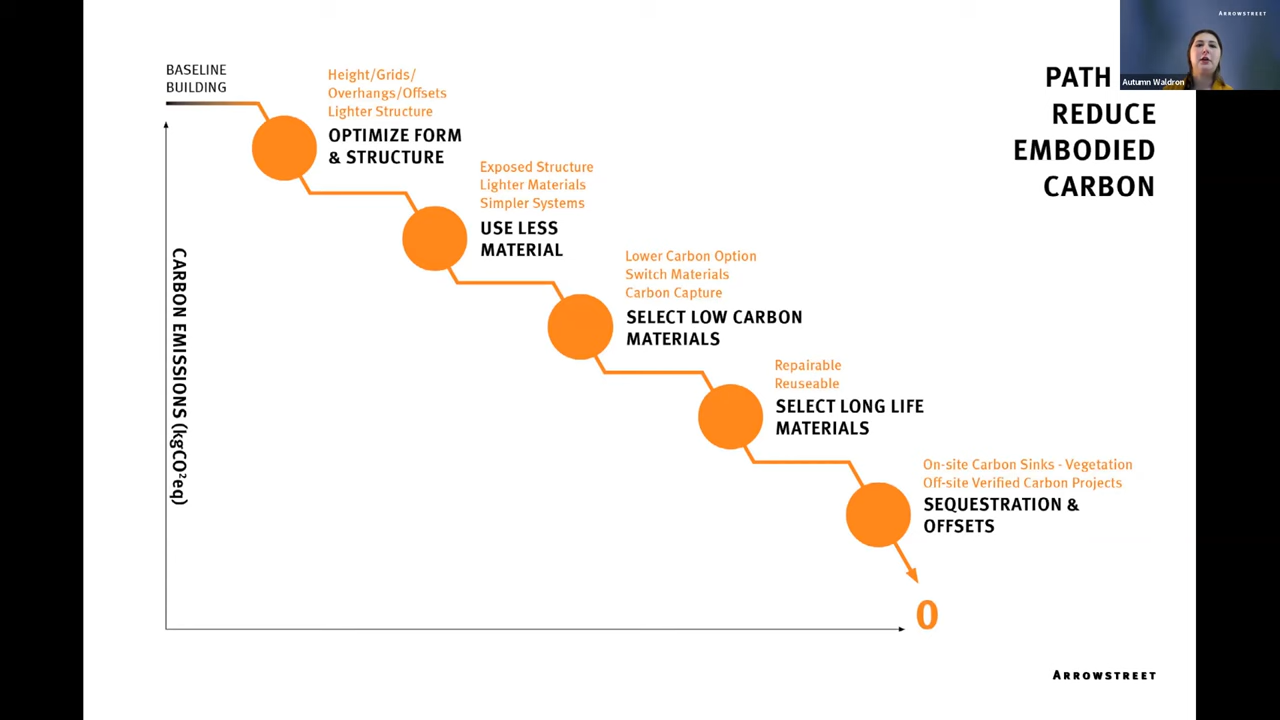 ARROWSTREET
Autumn Waldron
PATH
REDUCE
EMBODIED
CARBON
BASELINE
BUILDING
Height/Grids/
Overhangs/Offsets
Lighter Structure
OPTIMIZE FORM
& STRUCTURE
Exposed Structure
Lighter Materials
Simpler Systems
USE LESS
MATERIAL
Lower Carbon Option
Switch Materials
Carbon Capture
SELECT LOW CARBON
MATERIALS
Repairable
Reuseable
SELECT LONG LIFE
MATERIALS
On-site Carbon Sinks - Vegetation
Off-site Verified Carbon Projects
SEQUESTRATION &
OFFSETS
CARBON EMISSIONS (kgCO²eq)
0
ARROWSTREET